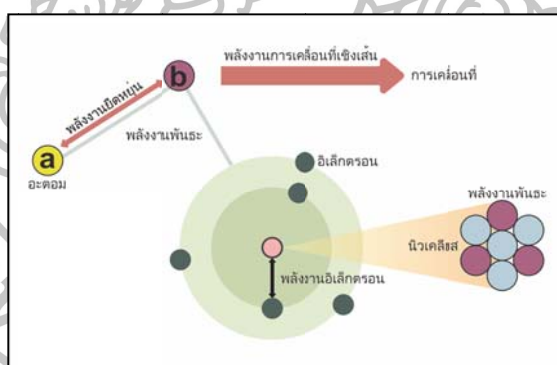 พลังงานการเคลื่อนที่เชิงเส้น
การเคลื่อนที่
b
พลังงานยืดหยุ่น
พลังงานพันธะ
a
อะตอม
อิเล็กตรอน
พลังงานพันธะ
นิวเคลียส
พลังงานอิเล็กตรอน